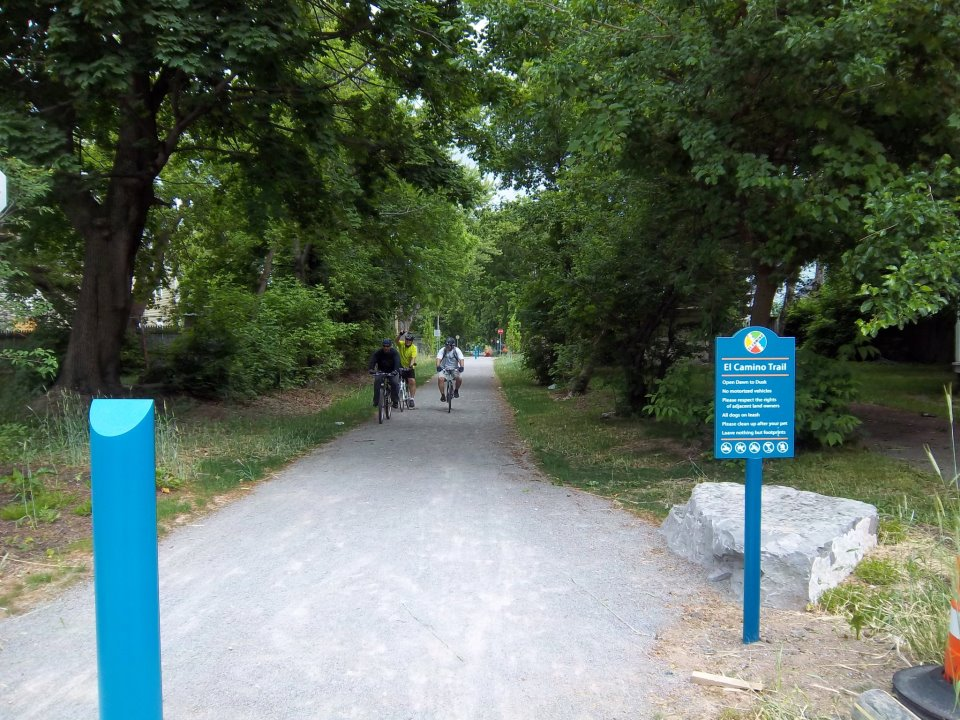 El Camino Trail
Open Dawn to Dusk
No motorized vehicles
Please respect the rights
of adjacent land owners
All dogs on leash
Please clean up after your pet
Leave nothing but footprints